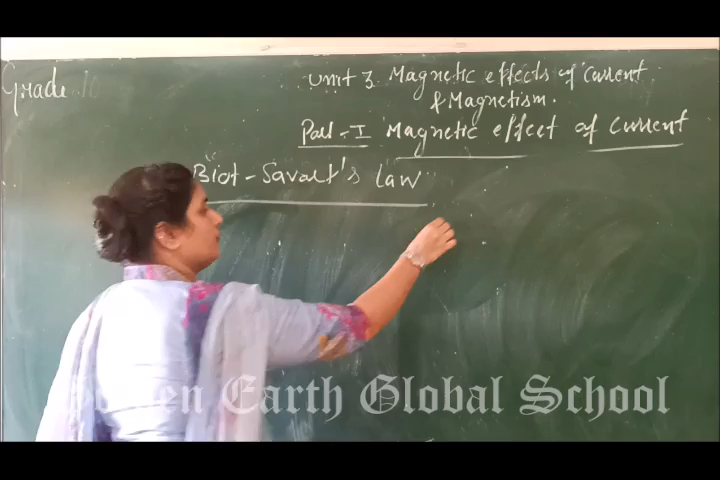 Grade 10
Unit 3 Magnetic effects of Current
& Magnetism.
Part - I Magnetic effect of Current
Biot - Savart's Law
Golden Earth Global School